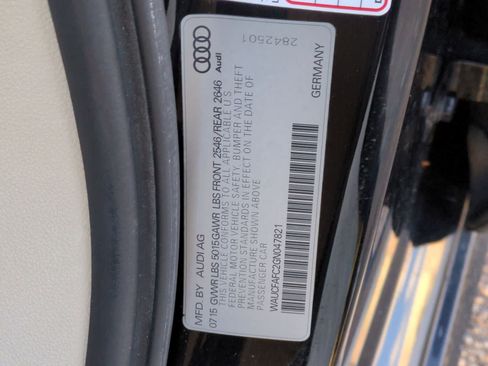 MFD. BY AUDI AG
0715 GVWR LBS 5015 GAWR LBS FRONT 2546/REAR 2646
THIS VEHICLE CONFORMS TO ALL APPLICABLE U.S.
FEDERAL MOTOR VEHICLE SAFETY, BUMPER AND THEFT
PREVENTION STANDARDS IN EFFECT ON THE DATE OF
MANUFACTURE SHOWN ABOVE
PASSENGER CAR
WAUCFAFC2GN047821
GERMANY
Audi
2842501